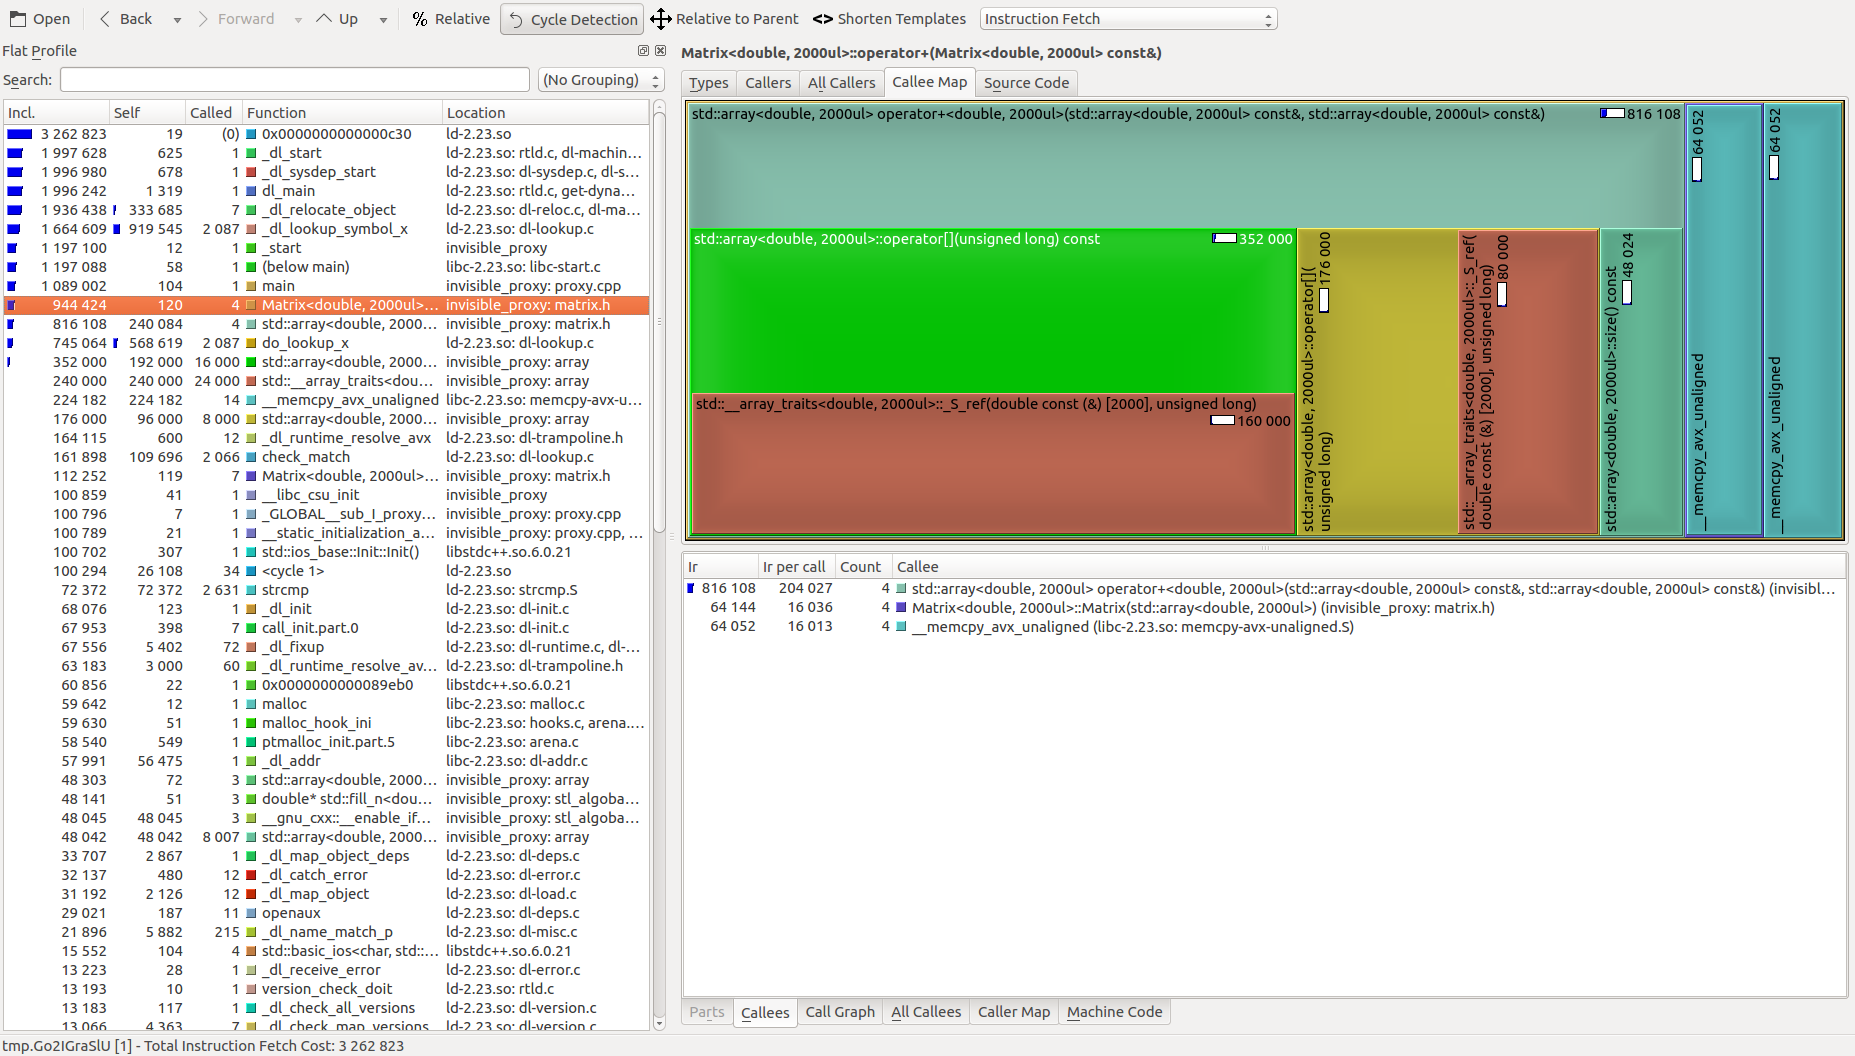 Open Back Forward Up % Relative Cycle Detection Relative to Parent <> Shorten Templates Instruction Fetch
Flat Profile
Search: (No Grouping)
Incl. Self Called Function Location
3 262 823 19 (0) 0x0000000000000c30 ld-2.23.so
1 997 628 625 1 _dl_start ld-2.23.so: rtld.c, dl-machin...
1 996 980 678 1 _dl_sysdep_start ld-2.23.so: dl-sysdep.c, dl-s...
1 996 242 1 319 1 dl_main ld-2.23.so: rtld.c, get-dyna...
1 936 438 333 685 7 _dl_relocate_object ld-2.23.so: dl-reloc.c, dl-ma...
1 664 609 919 545 2 087 _dl_lookup_symbol_x ld-2.23.so: dl-lookup.c
1 197 100 12 1 _start invisible_proxy
1 197 088 58 1 (below main) libc-2.23.so: libc-start.c
1 089 002 104 1 main invisible_proxy: proxy.cpp
944 424 120 4 Matrix<double, 2000ul>... invisible_proxy: matrix.h
816 108 240 084 4 std::array<double, 2000... invisible_proxy: matrix.h
745 064 568 619 2 087 do_lookup_x ld-2.23.so: dl-lookup.c
352 000 192 000 16 000 std::array<double, 2000... invisible_proxy: array
240 000 240 000 24 000 std::__array_traits<dou... invisible_proxy: array
224 182 224 182 14 __memcpy_avx_unaligned libc-2.23.so: memcpy-avx-u...
176 000 96 000 8 000 std::array<double, 2000... invisible_proxy: array
164 115 600 12 _dl_runtime_resolve_avx ld-2.23.so: dl-trampoline.h
161 898 109 696 2 066 check_match ld-2.23.so: dl-lookup.c
112 252 119 7 Matrix<double, 2000ul>... invisible_proxy: matrix.h
100 859 41 1 __libc_csu_init invisible_proxy
100 796 7 1 _GLOBAL__sub_I_proxy... invisible_proxy: proxy.cpp
100 789 21 1 __static_initialization_a... invisible_proxy: proxy.cpp, ...
100 702 307 1 std::ios_base::Init::Init() libstdc++.so.6.0.21
100 294 26 108 34 <cycle 1> ld-2.23.so
72 372 72 372 2 631 strcmp ld-2.23.so: strcmp.S
68 076 123 1 _dl_init ld-2.23.so: dl-init.c
67 953 398 7 call_init.part.0 ld-2.23.so: dl-init.c
67 556 5 402 72 _dl_fixup ld-2.23.so: dl-runtime.c, dl-...
63 183 3 000 60 _dl_runtime_resolve_av... ld-2.23.so: dl-trampoline.h
60 856 22 1 0x0000000000089eb0 libstdc++.so.6.0.21
59 642 12 1 malloc libc-2.23.so: malloc.c
59 630 51 1 malloc_hook_ini libc-2.23.so: hooks.c, arena....
58 540 549 1 ptmalloc_init.part.5 libc-2.23.so: arena.c
57 991 56 475 1 _dl_addr libc-2.23.so: dl-addr.c
48 303 72 3 std::array<double, 2000... invisible_proxy: array
48 141 51 3 double* std::fill_n<dou... invisible_proxy: stl_algoba...
48 045 48 045 3 __gnu_cxx::__enable_if... invisible_proxy: stl_algoba...
48 042 48 042 8 007 std::array<double, 2000... invisible_proxy: array
33 707 2 867 1 _dl_map_object_deps ld-2.23.so: dl-deps.c
32 137 480 12 _dl_catch_error ld-2.23.so: dl-error.c
31 192 2 126 12 _dl_map_object ld-2.23.so: dl-load.c
29 021 187 11 openaux ld-2.23.so: dl-deps.c
21 896 5 882 215 _dl_name_match_p ld-2.23.so: dl-misc.c
15 552 104 4 std::basic_ios<char, std::... libstdc++.so.6.0.21
13 223 28 1 _dl_receive_error ld-2.23.so: dl-error.c
13 193 10 1 version_check_doit ld-2.23.so: rtld.c
13 183 117 1 _dl_check_all_versions ld-2.23.so: dl-version.c
13 066 4 363 7 _dl_check_map_versions ld-2.23.so: dl-version.c
Matrix<double, 2000ul>::operator+(Matrix<double, 2000ul> const&)
Types Callers All Callers Callee Map Source Code
std::array<double, 2000ul> operator+<double, 2000ul>(std::array<double, 2000ul> const&, std::array<double, 2000ul> const&) 816 108
std::array<double, 2000ul>::operator[](unsigned long) const 352 000
std::__array_traits<double, 2000ul>::_S_ref(double const (&) [2000], unsigned long)
160 000
std::array<double, 2000ul>::operator[](
unsigned long)
176 000
std::__array_traits<double, 2000ul>::_S_ref(
double const (&) [2000], unsigned long)
80 000
std::array<double, 2000ul>::size() const 48 024
__memcpy_avx_unaligned 64 052
__memcpy_avx_unaligned 64 052
Ir Ir per call Count Callee
816 108 204 027 4 std::array<double, 2000ul> operator+<double, 2000ul>(std::array<double, 2000ul> const&, std::array<double, 2000ul> const&) (invisibl...
64 144 16 036 4 Matrix<double, 2000ul>::Matrix(std::array<double, 2000ul>) (invisible_proxy: matrix.h)
64 052 16 013 4 __memcpy_avx_unaligned (libc-2.23.so: memcpy-avx-unaligned.S)
Parts Callees Call Graph All Callees Caller Map Machine Code
tmp.Go2IGraSlU [1] - Total Instruction Fetch Cost: 3 262 823